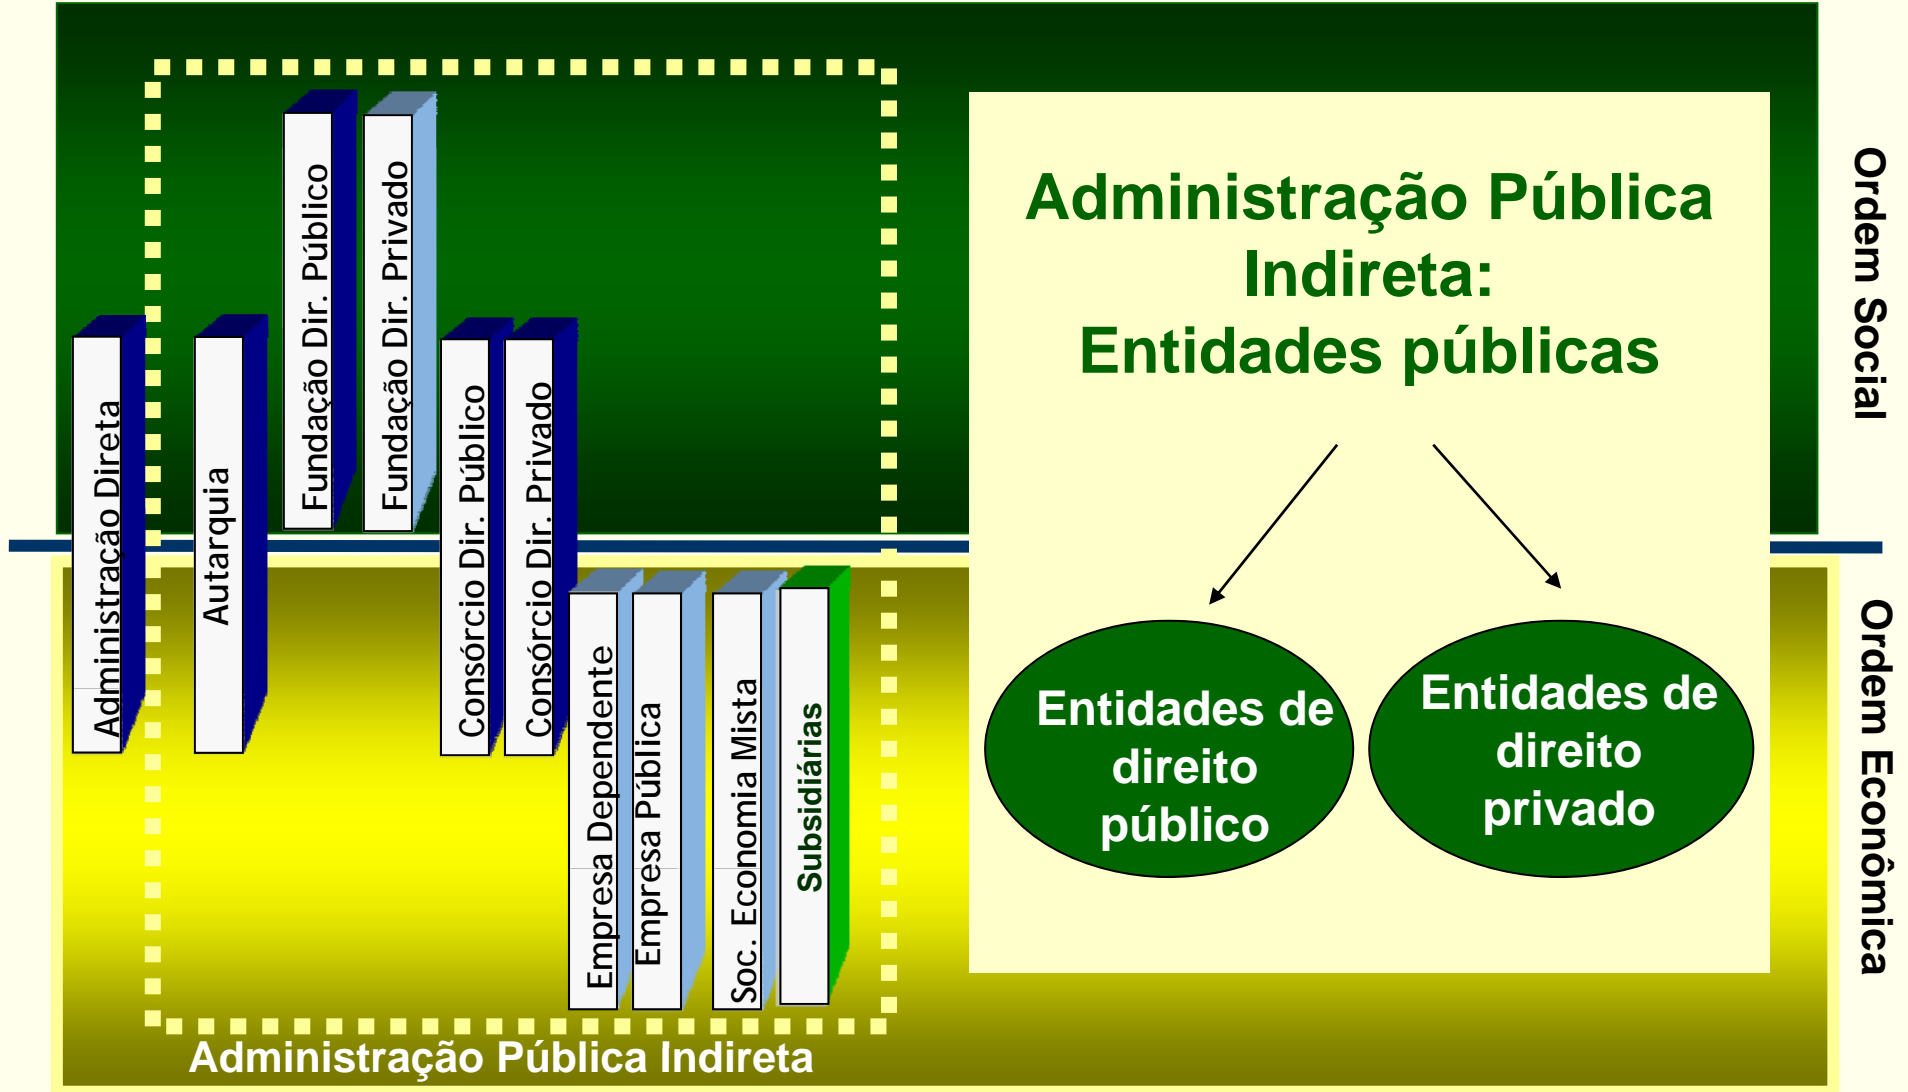 Administração Direta
Autarquia
Fundação Dir. Público
Fundação Dir. Privado
Consórcio Dir. Público
Consórcio Dir. Privado
Empresa Dependente
Empresa Pública
Soc. Economia Mista
Subsidiárias
Administração Pública Indireta
Administração Pública
Indireta:
Entidades públicas
Entidades de
direito
público
Entidades de
direito
privado
Ordem Social
Ordem Econômica